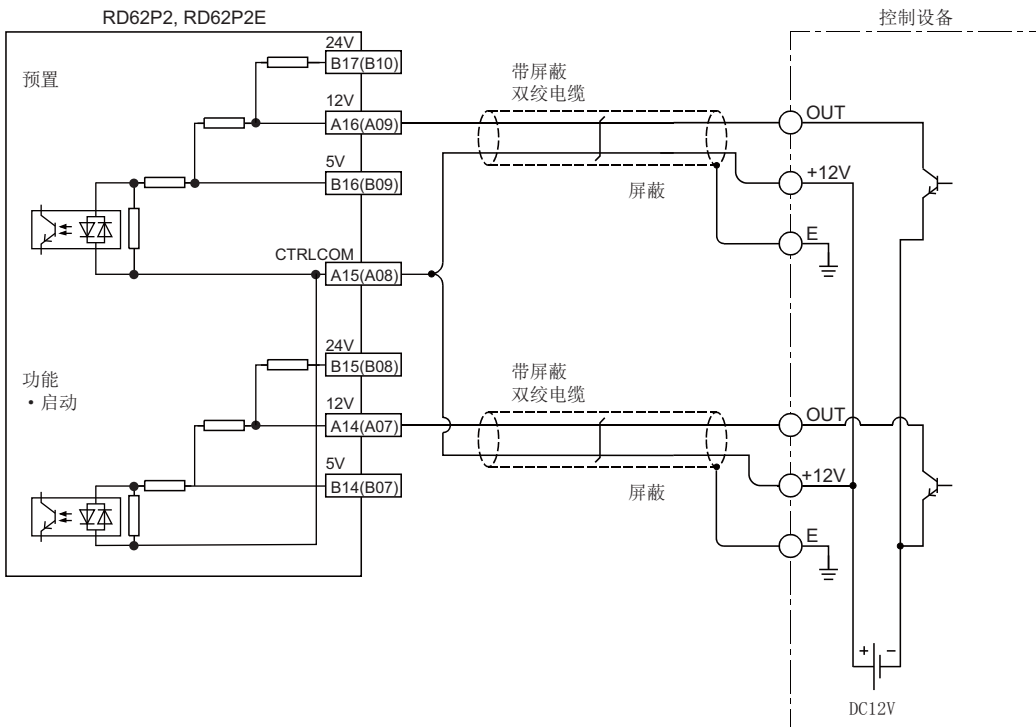 RD62P2, RD62P2E
控制设备
24V
B17(B10)
预置
带屏蔽
双绞电缆
12V
A16(A09)
OUT
5V
B16(B09)
屏蔽
+12V
E
CTRLCOM
A15(A08)
24V
B15(B08)
功能
•启动
带屏蔽
双绞电缆
12V
A14(A07)
OUT
5V
B14(B07)
屏蔽
+12V
E
+ −
DC12V